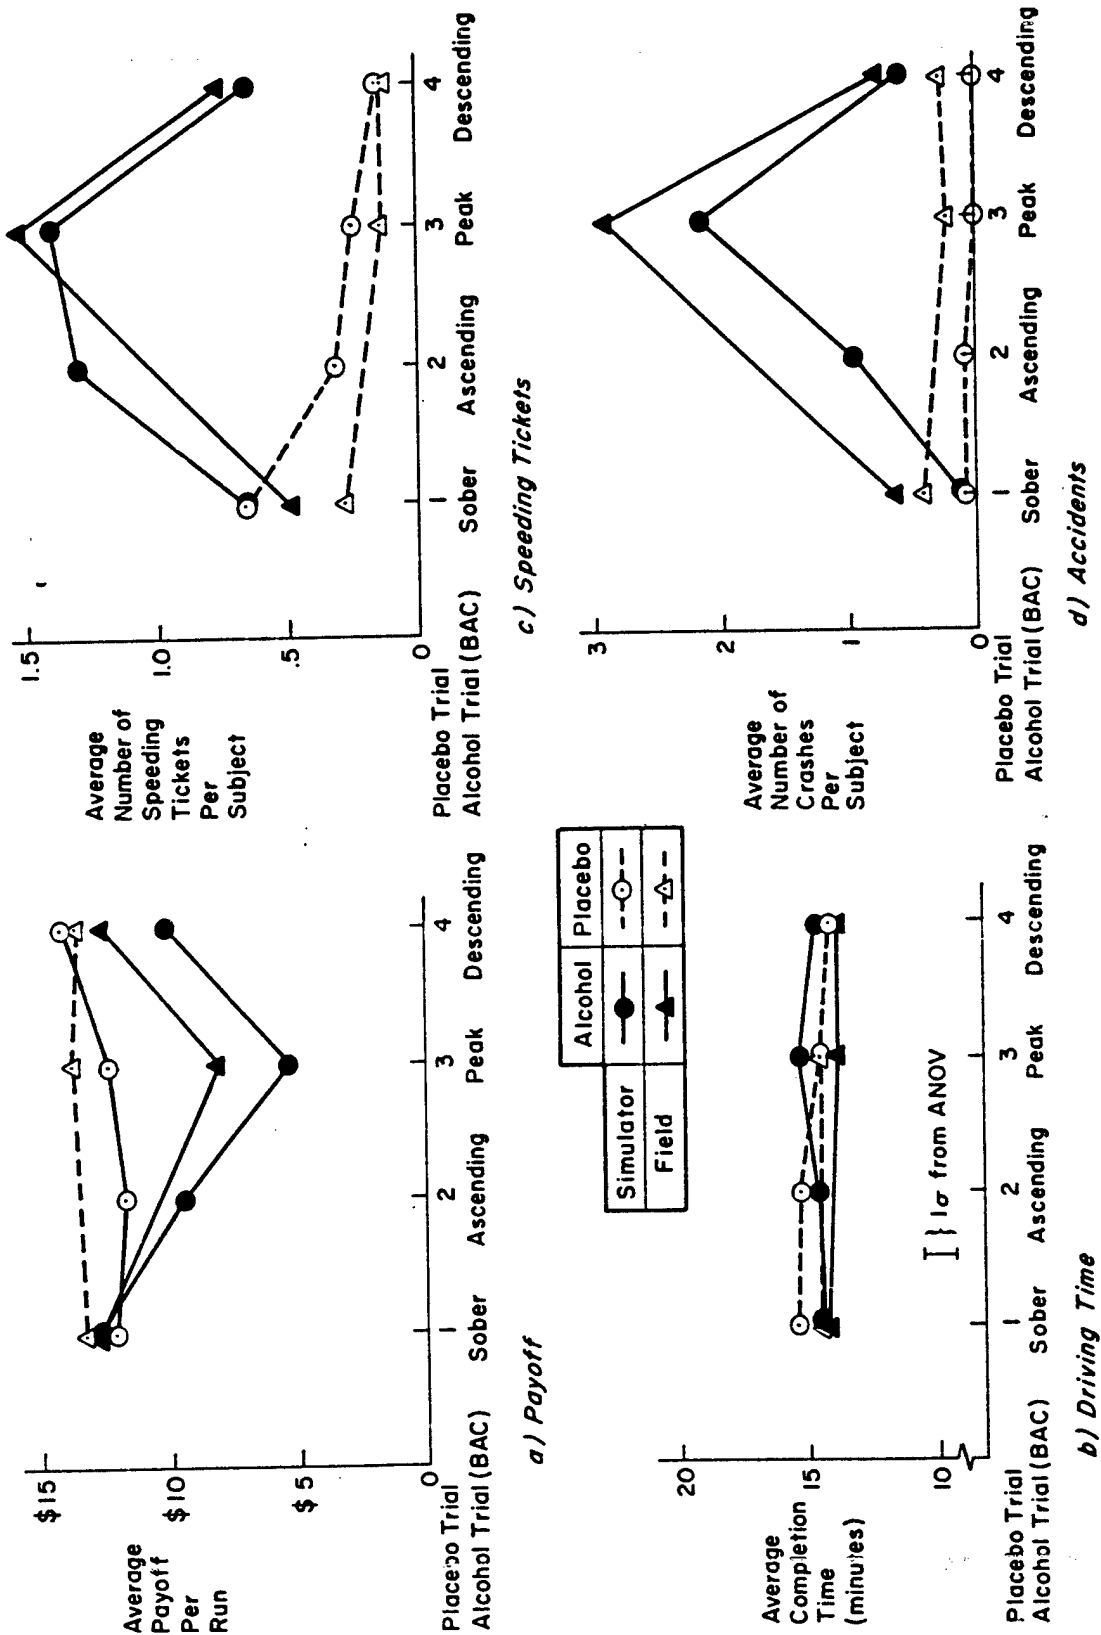 Average
Payoff
Per
Run
$15
$10
$5
0
Placebo Trial 1 2 3 4
Alcohol Trial (BAC) Sober Ascending Peak Descending
a) Payoff
Average
Number of
Speeding
Tickets
Per
Subject
1.5
1.0
.5
0
Placebo Trial 1 2 3 4
Alcohol Trial (BAC) Sober Ascending Peak Descending
c) Speeding Tickets
Alcohol Placebo
Simulator
Field
Average
Completion
Time
(minutes)
20
15
10
} 1σ from ANOV
Placebo Trial 1 2 3 4
Alcohol Trial (BAC) Sober Ascending Peak Descending
b) Driving Time
Average
Number of
Crashes
Per
Subject
3
2
1
0
Placebo Trial 1 2 3 4
Alcohol Trial (BAC) Sober Ascending Peak Descending
d) Accidents